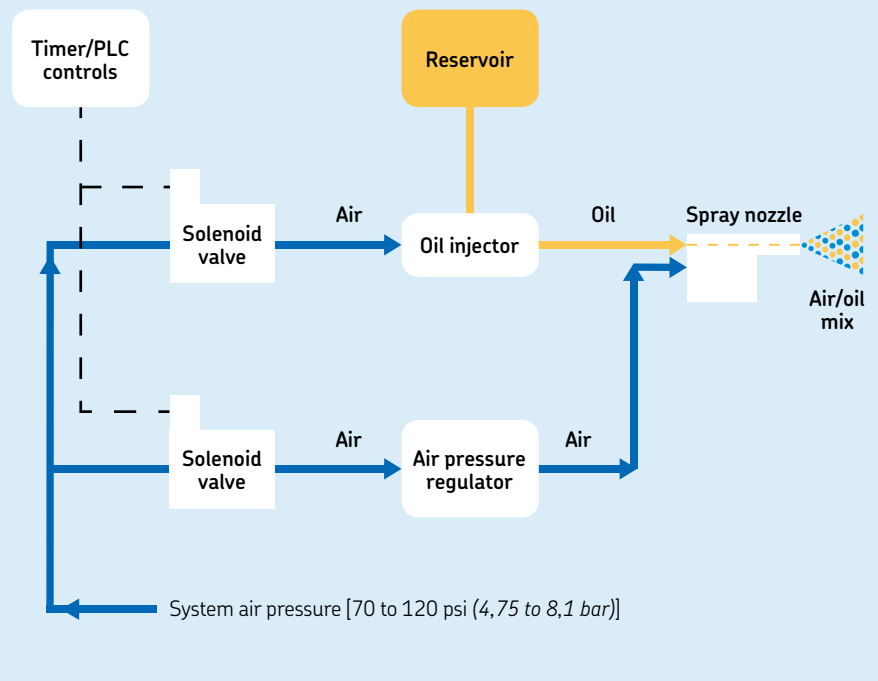 Timer/PLC
controls
Reservoir
Air
Oil
Spray nozzle
Solenoid
valve
Oil injector
Air/oil
mix
Air
Air
Solenoid
valve
Air pressure
regulator
System air pressure [70 to 120 psi (4,75 to 8,1 bar)]